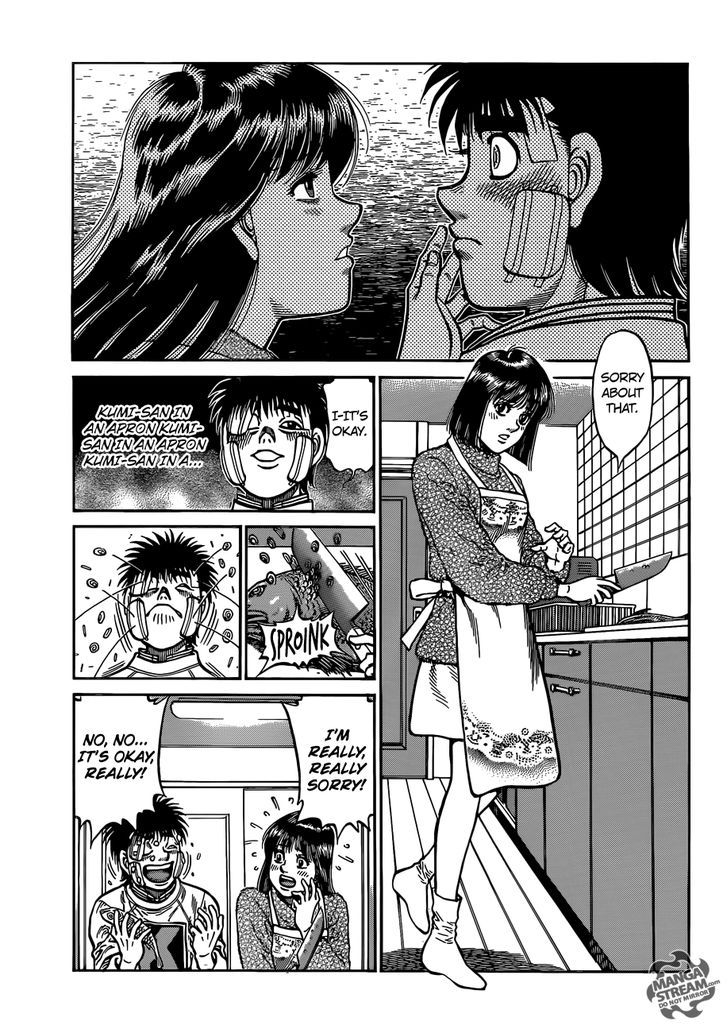 SORRY
ABOUT
THAT.
I-IT'S
OKAY.
KUMI-SAN IN
AN APRON KUMI-
SAN IN AN APRON
KUMI-SAN IN A...
SPROINK
I'M
REALLY,
REALLY
SORRY!
NO, NO...
IT'S OKAY,
REALLY!
MANGA
STREAM.com
DO NOT MIRROR